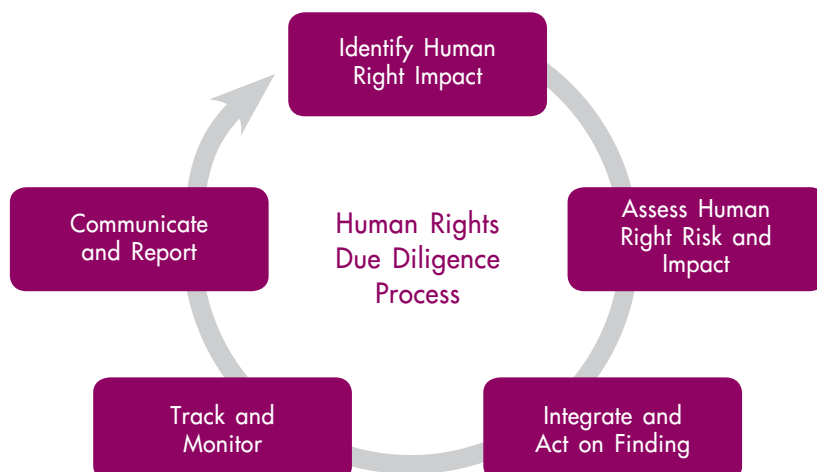 Identify Human
Right Impact
Assess Human
Right Risk and
Impact
Integrate and
Act on Finding
Track and
Monitor
Communicate
and Report
Human Rights
Due Diligence
Process